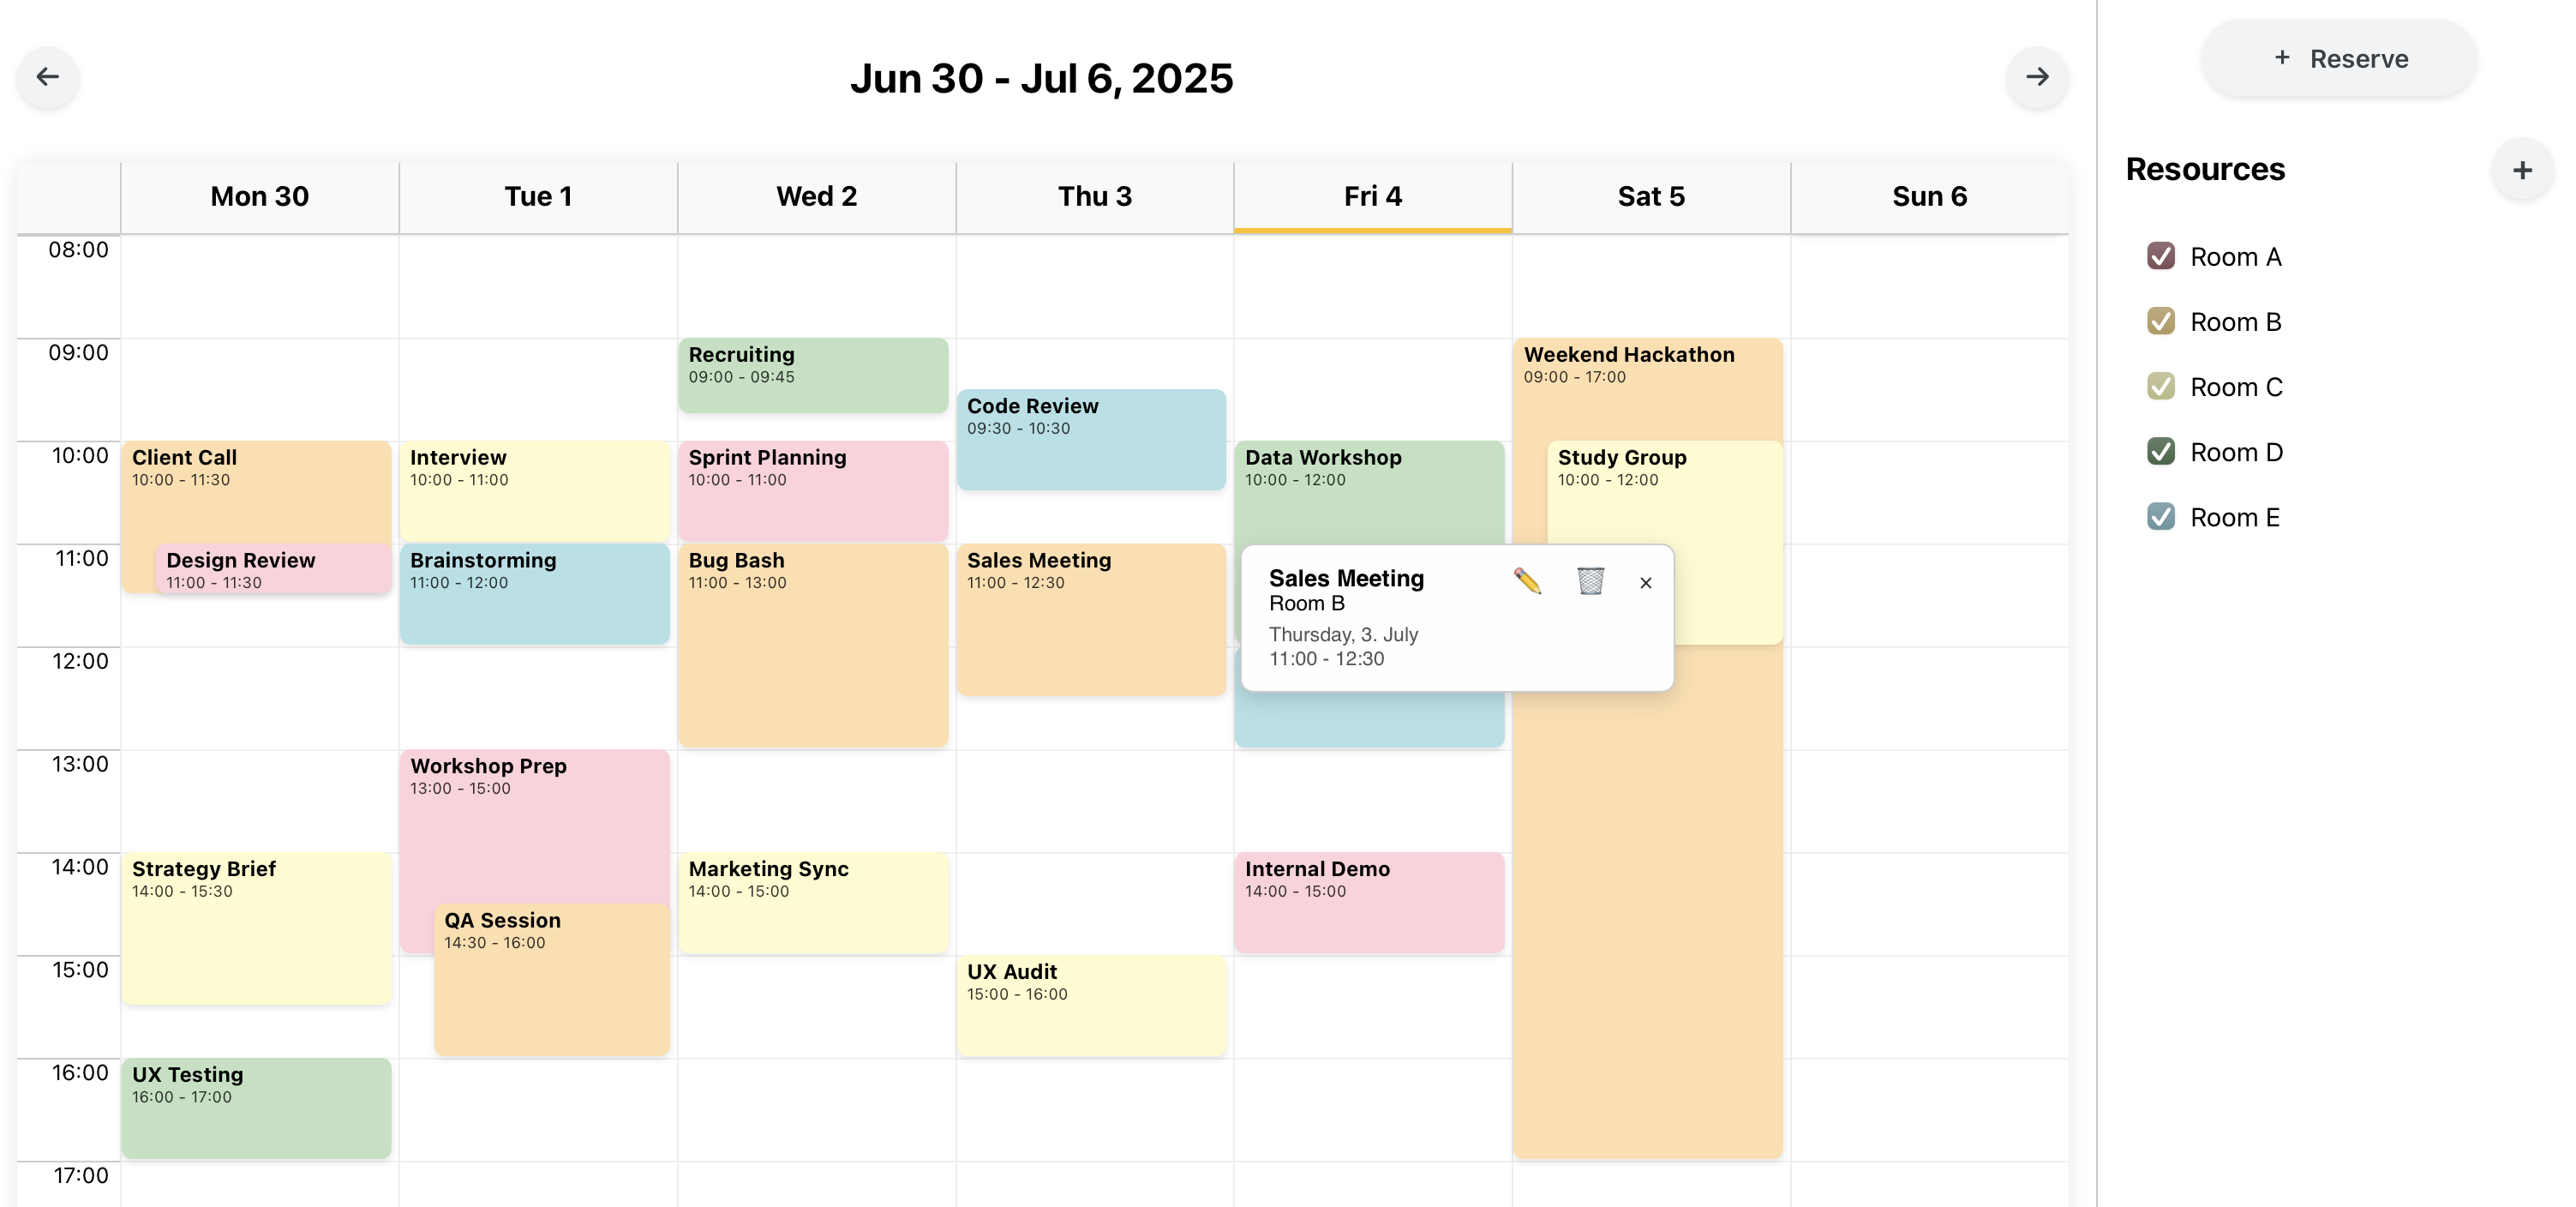 Jun 30 - Jul 6, 2025
+ Reserve
Resources
+
Room A
Room B
Room C
Room D
Room E
Mon 30
Tue 1
Wed 2
Thu 3
Fri 4
Sat 5
Sun 6
08:00
09:00
10:00
11:00
12:00
13:00
14:00
15:00
16:00
17:00
Client Call
10:00 - 11:30
Design Review
11:00 - 11:30
Strategy Brief
14:00 - 15:30
UX Testing
16:00 - 17:00
Interview
10:00 - 11:00
Brainstorming
11:00 - 12:00
Workshop Prep
13:00 - 15:00
QA Session
14:30 - 16:00
Recruiting
09:00 - 09:45
Sprint Planning
10:00 - 11:00
Bug Bash
11:00 - 13:00
Marketing Sync
14:00 - 15:00
Code Review
09:30 - 10:30
Sales Meeting
11:00 - 12:30
UX Audit
15:00 - 16:00
Data Workshop
10:00 - 12:00
Sales Meeting
Room B
Thursday, 3. July
11:00 - 12:30
×
Internal Demo
14:00 - 15:00
Weekend Hackathon
09:00 - 17:00
Study Group
10:00 - 12:00